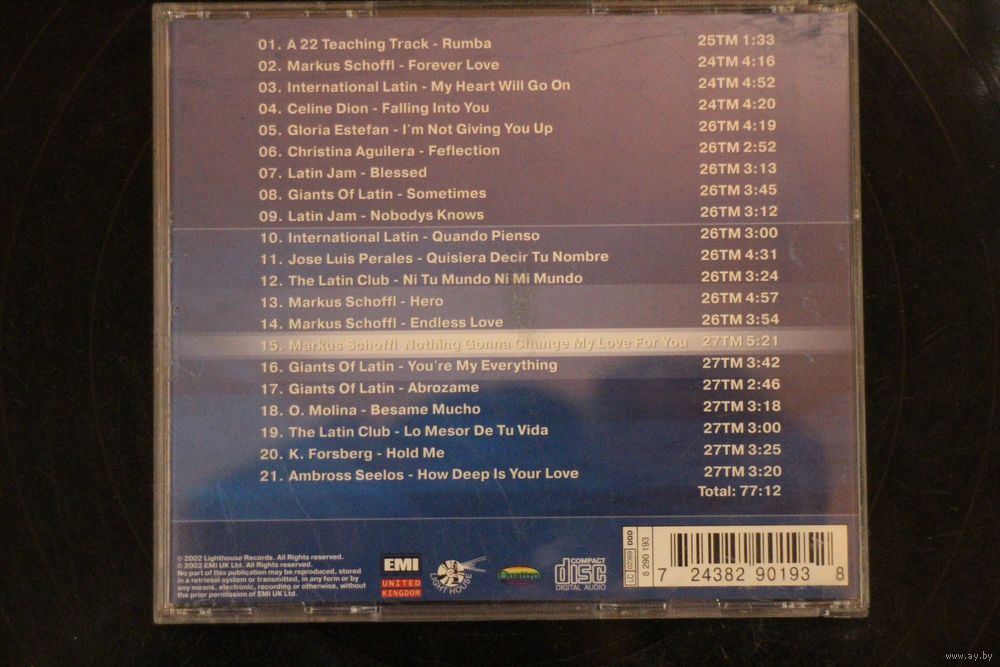 01. A 22 Teaching Track - Rumba 25TM 1:33
02. Markus Schoffl - Forever Love 24TM 4:16
03. International Latin - My Heart Will Go On 24TM 4:52
04. Celine Dion - Falling Into You 24TM 4:20
05. Gloria Estefan - I'm Not Giving You Up 26TM 4:19
06. Christina Aguilera - Feflection 26TM 2:52
07. Latin Jam - Blessed 26TM 3:13
08. Giants Of Latin - Sometimes 26TM 3:45
09. Latin Jam - Nobodys Knows 26TM 3:12
10. International Latin - Quando Pienso 26TM 3:00
11. Jose Luis Perales - Quisiera Decir Tu Nombre 26TM 4:31
12. The Latin Club - Ni Tu Mundo Ni Mi Mundo 26TM 3:24
13. Markus Schoffl - Hero 26TM 4:57
14. Markus Schoffl - Endless Love 26TM 3:54
15. Markus Schoffl Nothing Gonna Change My Love For You 27TM 5:21
16. Giants Of Latin - You're My Everything 27TM 3:42
17. Giants Of Latin - Abrozame 27TM 2:46
18. O. Molina - Besame Mucho 27TM 3:18
19. The Latin Club - Lo Mesor De Tu Vida 27TM 3:00
20. K. Forsberg - Hold Me 27TM 3:25
21. Ambross Seelos - How Deep Is Your Love 27TM 3:20
Total: 77:12
© 2002 Lighthouse Records. All Rights reserved.
© 2002 EMI UK Ltd. All Rights reserved.
No part of this publication may be reproduced, stored
in a retrieval system or transmitted, in any form or by
any means, electronic, recording or otherwise, without
the prior permission of EMI UK Ltd.
EMI
UNITED
KINGDOM
LIGHT HOUSE
COMPACT
disc
DIGITAL AUDIO
LC 02369 DDD
8 290 193
7 24382 90193 8
www.ay.by